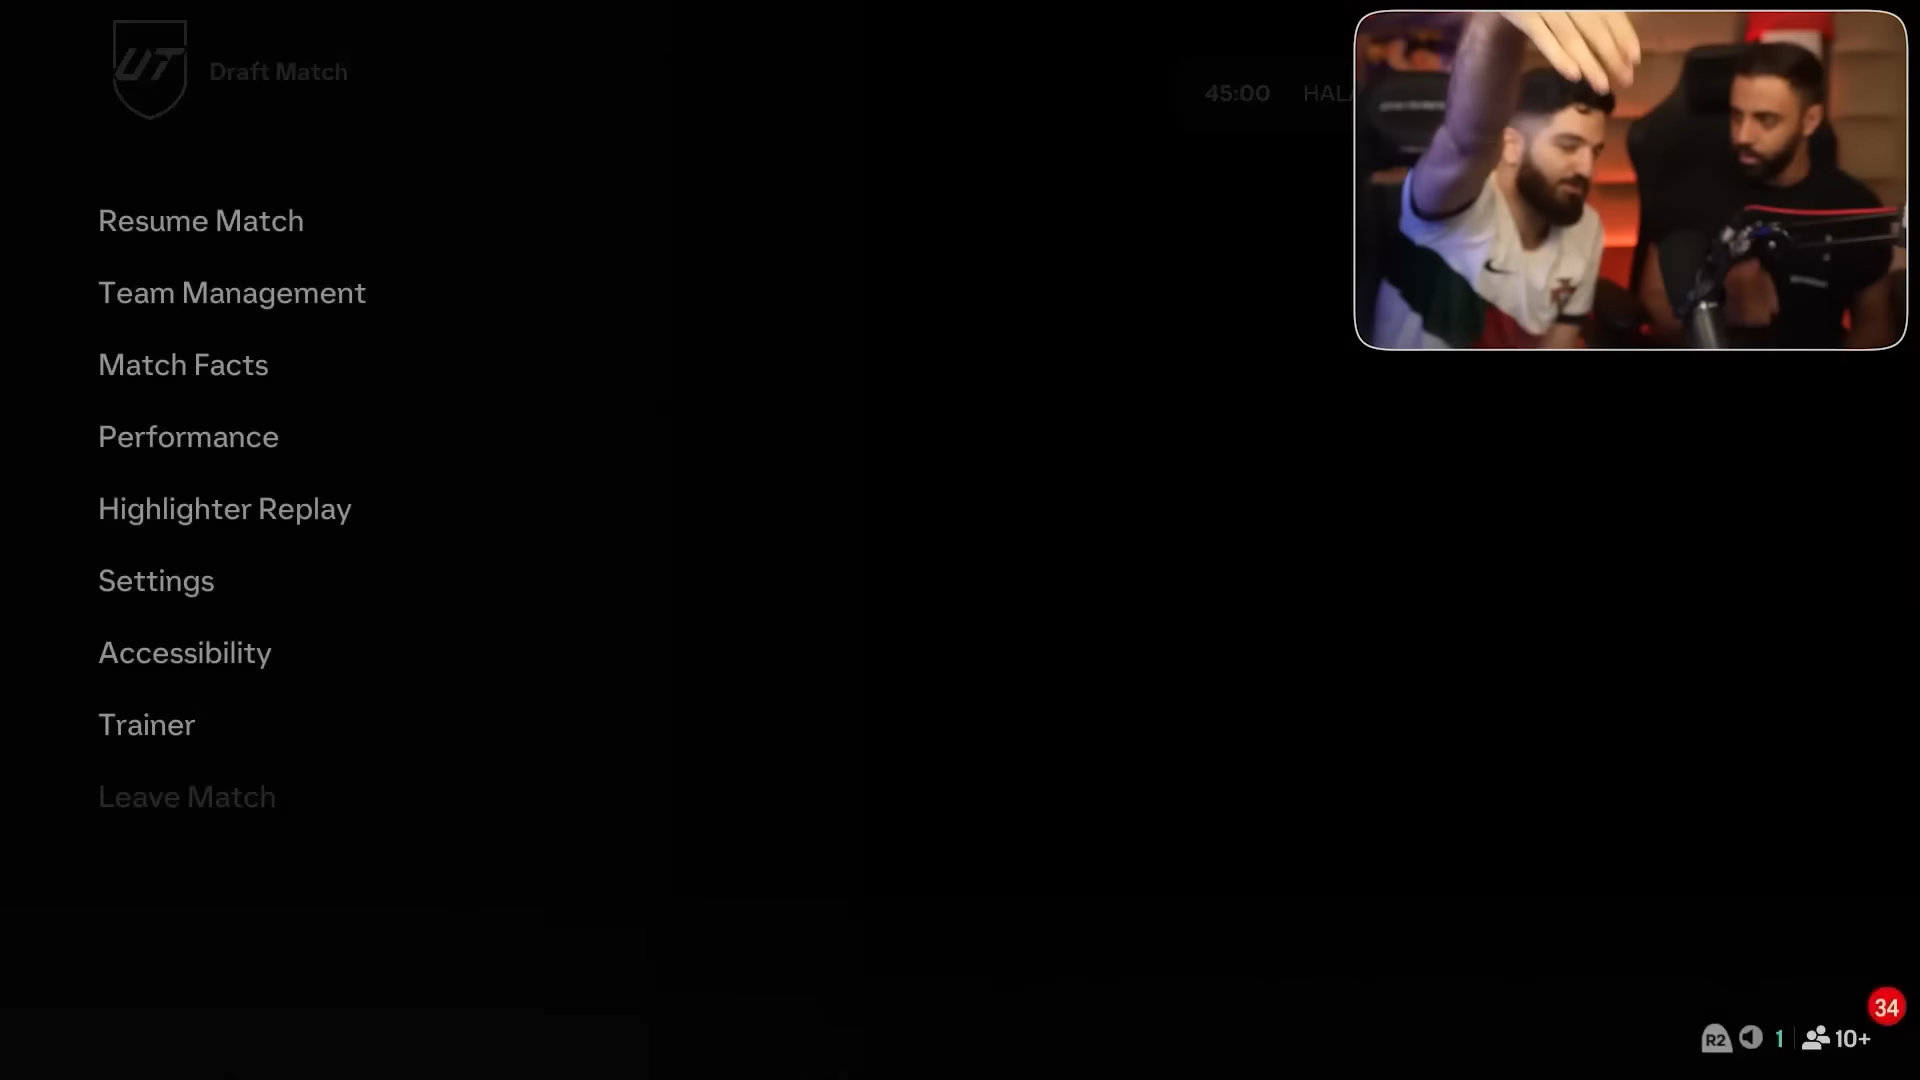 UT
Draft Match
45:00 HALA
Resume Match
Team Management
Match Facts
Performance
Highlighter Replay
Settings
Accessibility
Trainer
Leave Match
34
R2 1 10+